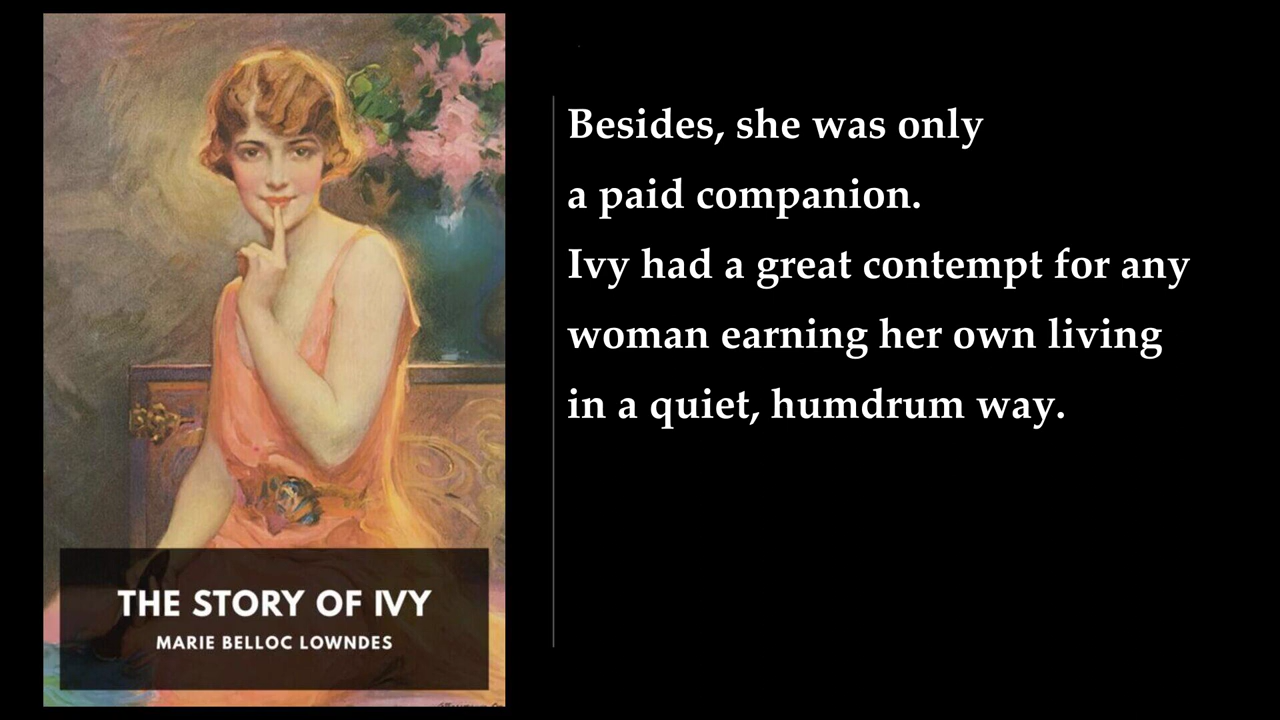 THE STORY OF IVY
MARIE BELLOC LOWNDES
Besides, she was only
a paid companion.
Ivy had a great contempt for any
woman earning her own living
in a quiet, humdrum way.